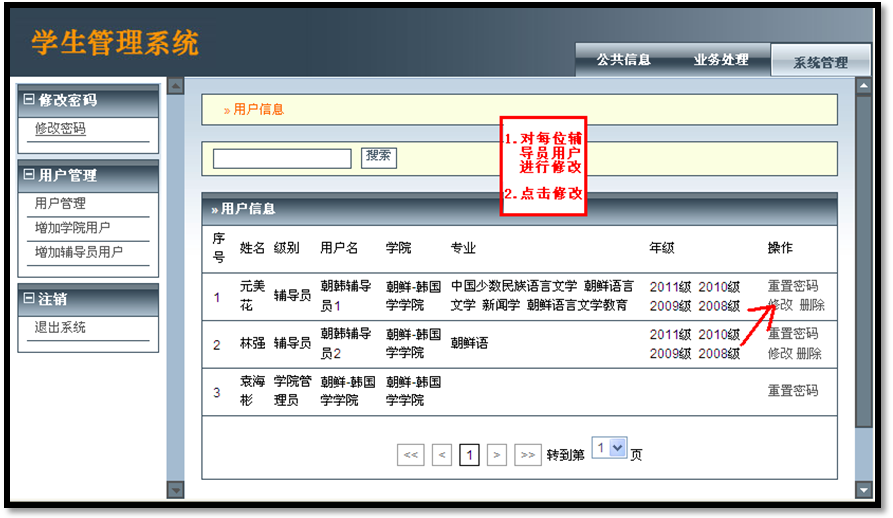 学生管理系统
公共信息 业务处理 系统管理
修改密码
修改密码
用户管理
用户管理
增加学院用户
增加辅导员用户
注销
退出系统
» 用户信息
搜索
1.对每位辅
导员用户
进行修改
2.点击修改
» 用户信息
序
号 姓名 级别 用户名 学院 专业 年级 操作
1 元美
花 辅导员 朝韩辅导
员1 朝鲜-韩国
学学院 中国少数民族语言文学 朝鲜语言
文学 新闻学 朝鲜语言文学教育 2011级 2010级
2009级 2008级 重置密码
修改 删除
2 林强 辅导员 朝韩辅导
员2 朝鲜-韩国
学学院 朝鲜语 2011级 2010级
2009级 2008级 重置密码
修改 删除
3 袁海
彬 学院管
理员 朝鲜-韩国
学学院 朝鲜-韩国
学学院 重置密码
<< < 1 > >> 转到第 1 页